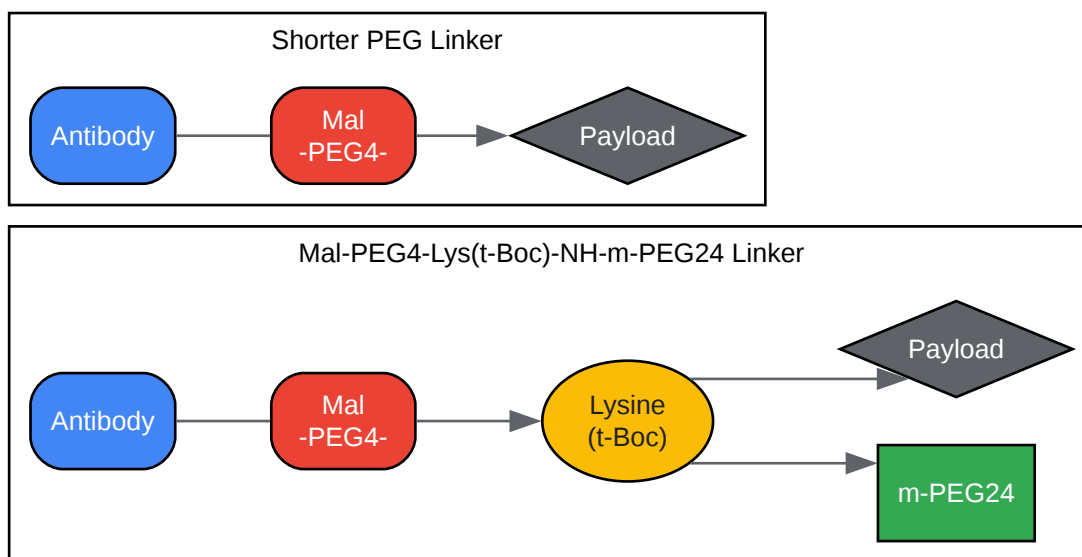 Shorter PEG Linker
Antibody
Mal
-PEG4-
Payload
Mal-PEG4-Lys(t-Boc)-NH-m-PEG24 Linker
Antibody
Mal
-PEG4-
Lysine
(t-Boc)
Payload
m-PEG24